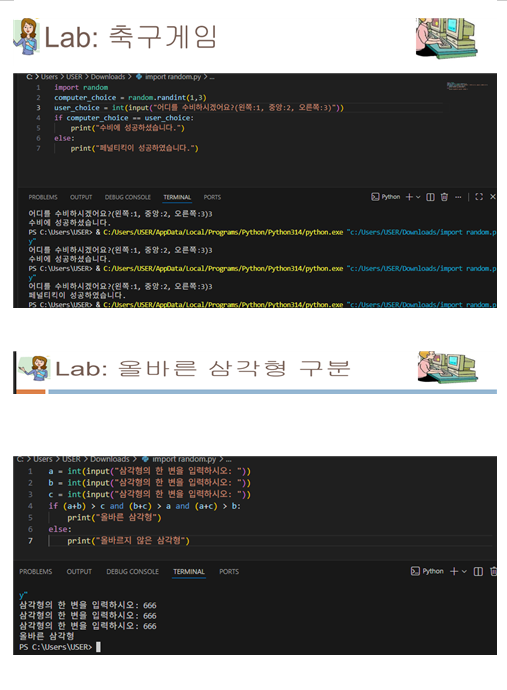 Lab: 축구게임
C: > Users > USER > Downloads > import random.py > ...
1 import random
2 computer_choice = random.randint(1,3)
3 user_choice = int(input("어디를 수비하시겠어요?(왼쪽:1, 중앙:2, 오른쪽:3)"))
4 if computer_choice == user_choice:
5 print("수비에 성공하셨습니다.")
6 else:
7 print("페널티킥이 성공하였습니다.")
PROBLEMS OUTPUT DEBUG CONSOLE TERMINAL PORTS Python
어디를 수비하시겠어요?(왼쪽:1, 중앙:2, 오른쪽:3)3
수비에 성공하셨습니다.
PS C:\Users\USER> & C:/Users/USER/AppData/Local/Programs/Python/Python314/python.exe "c:/Users/USER/Downloads/import random.p
y"
어디를 수비하시겠어요?(왼쪽:1, 중앙:2, 오른쪽:3)3
수비에 성공하셨습니다.
PS C:\Users\USER> & C:/Users/USER/AppData/Local/Programs/Python/Python314/python.exe "c:/Users/USER/Downloads/import random.p
y"
어디를 수비하시겠어요?(왼쪽:1, 중앙:2, 오른쪽:3)3
페널티킥이 성공하였습니다.
PS C:\Users\USER> & C:/Users/USER/AppData/Local/Programs/Python/Python314/python.exe "c:/Users/USER/Downloads/import random.p
Lab: 올바른 삼각형 구분
C: > Users > USER > Downloads > import random.py > ...
1 a = int(input("삼각형의 한 변을 입력하시오: "))
2 b = int(input("삼각형의 한 변을 입력하시오: "))
3 c = int(input("삼각형의 한 변을 입력하시오: "))
4 if (a+b) > c and (b+c) > a and (a+c) > b:
5 print("올바른 삼각형")
6 else:
7 print("올바르지 않은 삼각형")
PROBLEMS OUTPUT DEBUG CONSOLE TERMINAL PORTS Python
y"
삼각형의 한 변을 입력하시오: 666
삼각형의 한 변을 입력하시오: 666
삼각형의 한 변을 입력하시오: 666
올바른 삼각형
PS C:\Users\USER>